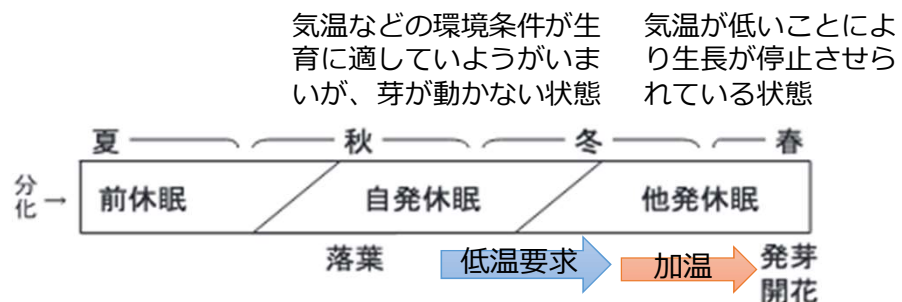 気温などの環境条件が生
育に適していようがいま
いが、芽が動かない状態
気温が低いことによ
り生長が停止させら
れている状態
夏 秋 冬 春
分化→ 前休眠 自発休眠 他発休眠
落葉 低温要求 加温 発芽
開花